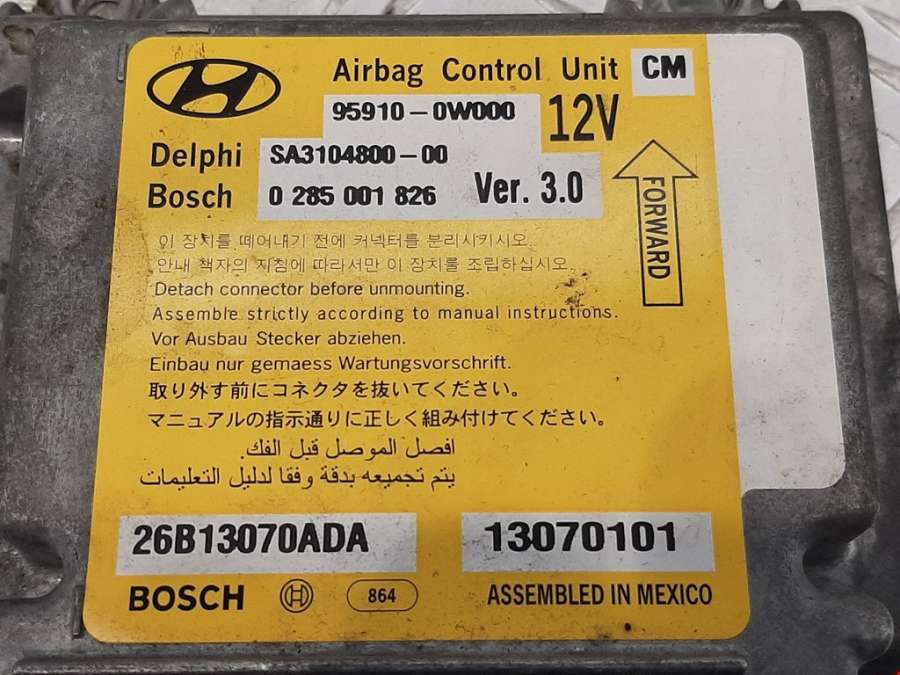 Airbag Control Unit CM
95910-0W000 12V
Delphi SA3104800-00
Bosch 0 285 001 826 Ver. 3.0
FORWARD
이 장치를 떼어내기 전에 커넥터를 분리시키시오.
안내 책자의 지침에 따라서만 이 장치를 조립하십시오.
Detach connector before unmounting.
Assemble strictly according to manual instructions.
Vor Ausbau Stecker abziehen.
Einbau nur gemaess Wartungsvorschrift.
取り外す前にコネクタを抜いてください。
マニュアルの指示通りに正しく組み付けてください。
افصل الموصل قبل الفك.
يتم تجميعه بدقة وفقا لدليل التعليمات
26B13070ADA 13070101
BOSCH 864 ASSEMBLED IN MEXICO